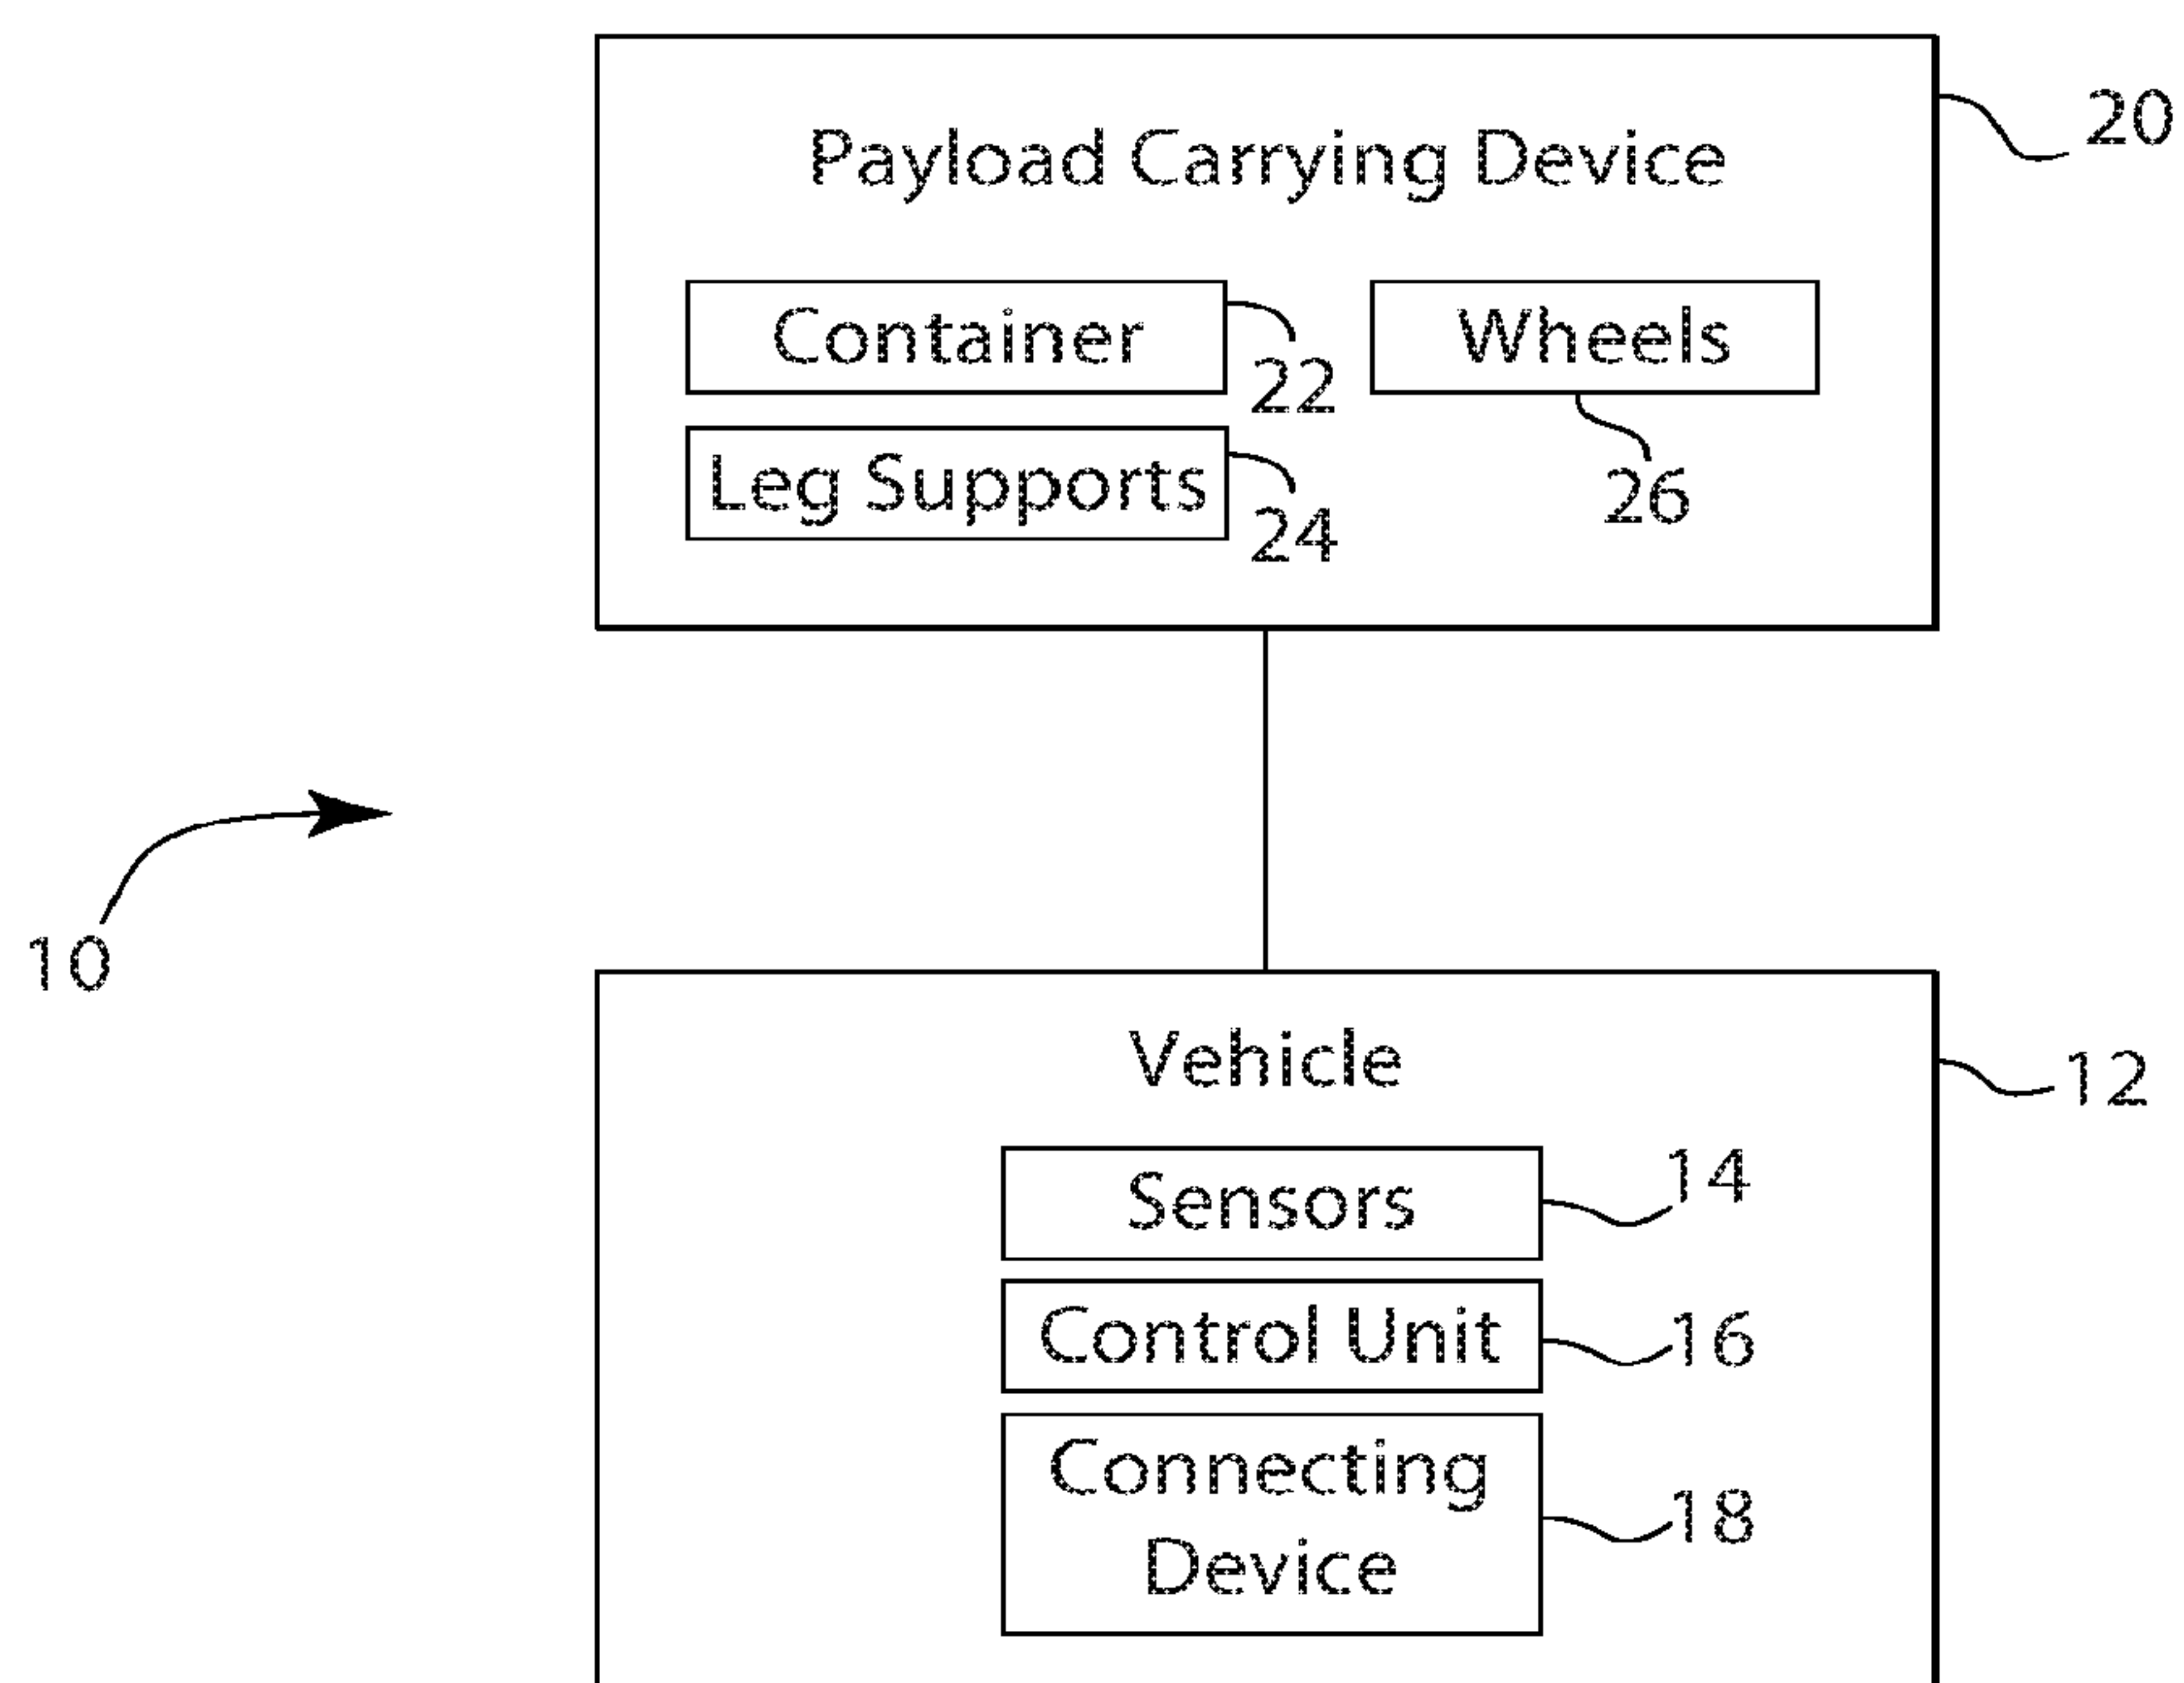 Payload Carrying Device
20
Container
22
Wheels
26
Leg Supports
24
10
Vehicle
12
Sensors
14
Control Unit
16
Connecting
Device
18